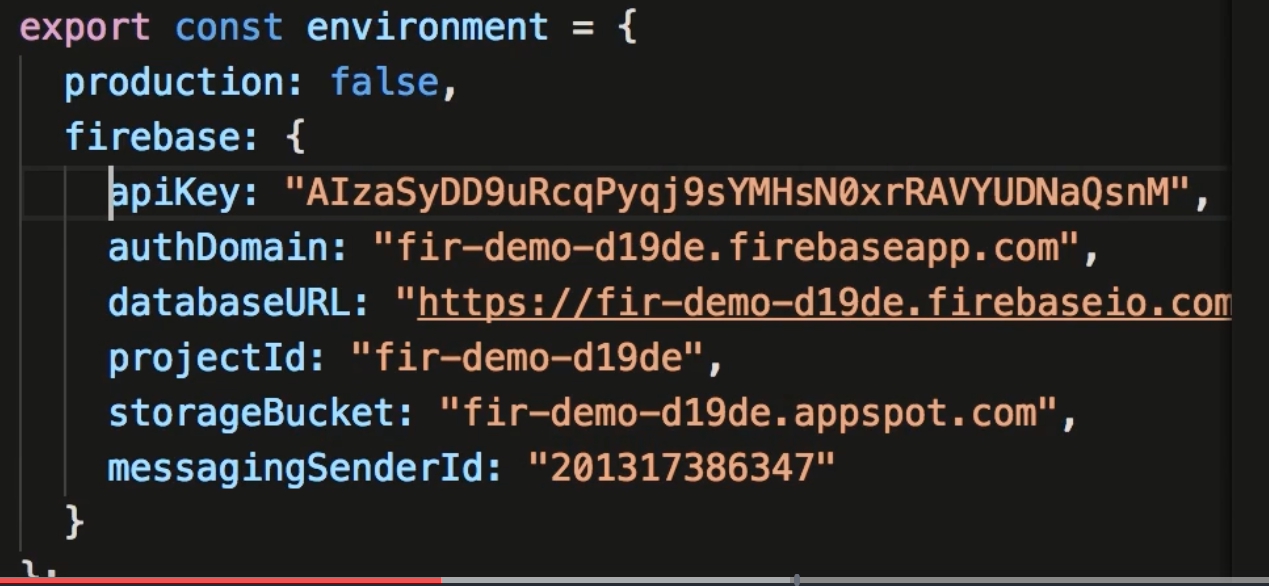 export const environment = {
production: false,
firebase: {
apiKey: "AIzaSyDD9uRcqPyqj9sYMHsN0xrRAVYUDNaQsnM",
authDomain: "fir-demo-d19de.firebaseapp.com",
databaseURL: "https://fir-demo-d19de.firebaseio.com
projectId: "fir-demo-d19de",
storageBucket: "fir-demo-d19de.appspot.com",
messagingSenderId: "201317386347"
}
};